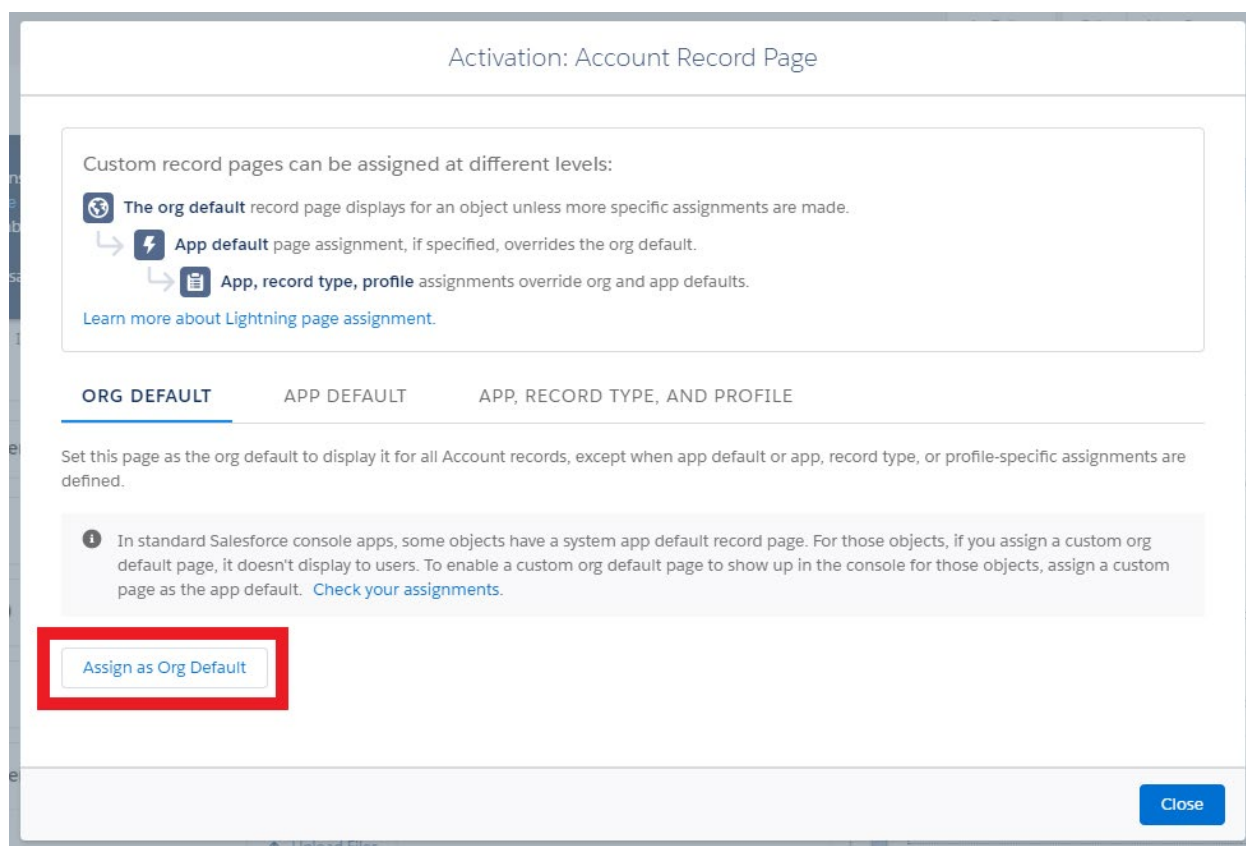 Activation: Account Record Page
Custom record pages can be assigned at different levels:
The org default record page displays for an object unless more specific assignments are made.
App default page assignment, if specified, overrides the org default.
App, record type, profile assignments override org and app defaults.
Learn more about Lightning page assignment.
ORG DEFAULT APP DEFAULT APP, RECORD TYPE, AND PROFILE
Set this page as the org default to display it for all Account records, except when app default or app, record type, or profile-specific assignments are
defined.
In standard Salesforce console apps, some objects have a system app default record page. For those objects, if you assign a custom org
default page, it doesn't display to users. To enable a custom org default page to show up in the console for those objects, assign a custom
page as the app default. Check your assignments.
Assign as Org Default
Close
Upload Files